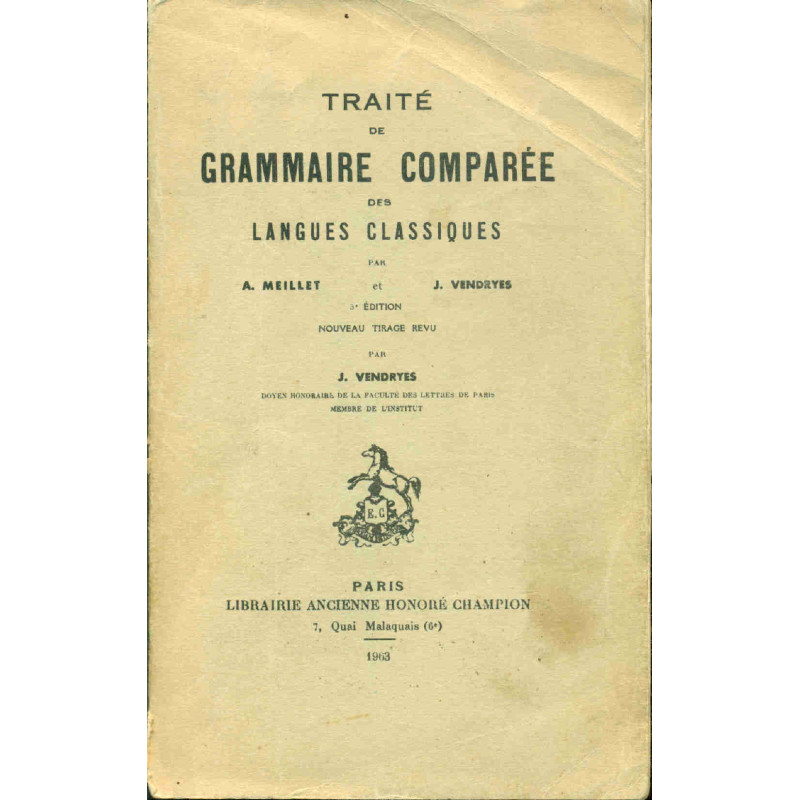 TRAITÉ
DE
GRAMMAIRE COMPARÉE
DES
LANGUES CLASSIQUES
PAR
A. MEILLET et J. VENDRYES
3e ÉDITION
NOUVEAU TIRAGE REVU
PAR
J. VENDRYES
DOYEN HONORAIRE DE LA FACULTÉ DES LETTRES DE PARIS
MEMBRE DE L'INSTITUT
E.C
PARIS
LIBRAIRIE ANCIENNE HONORÉ CHAMPION
7, Quai Malaquais (6e)
1963